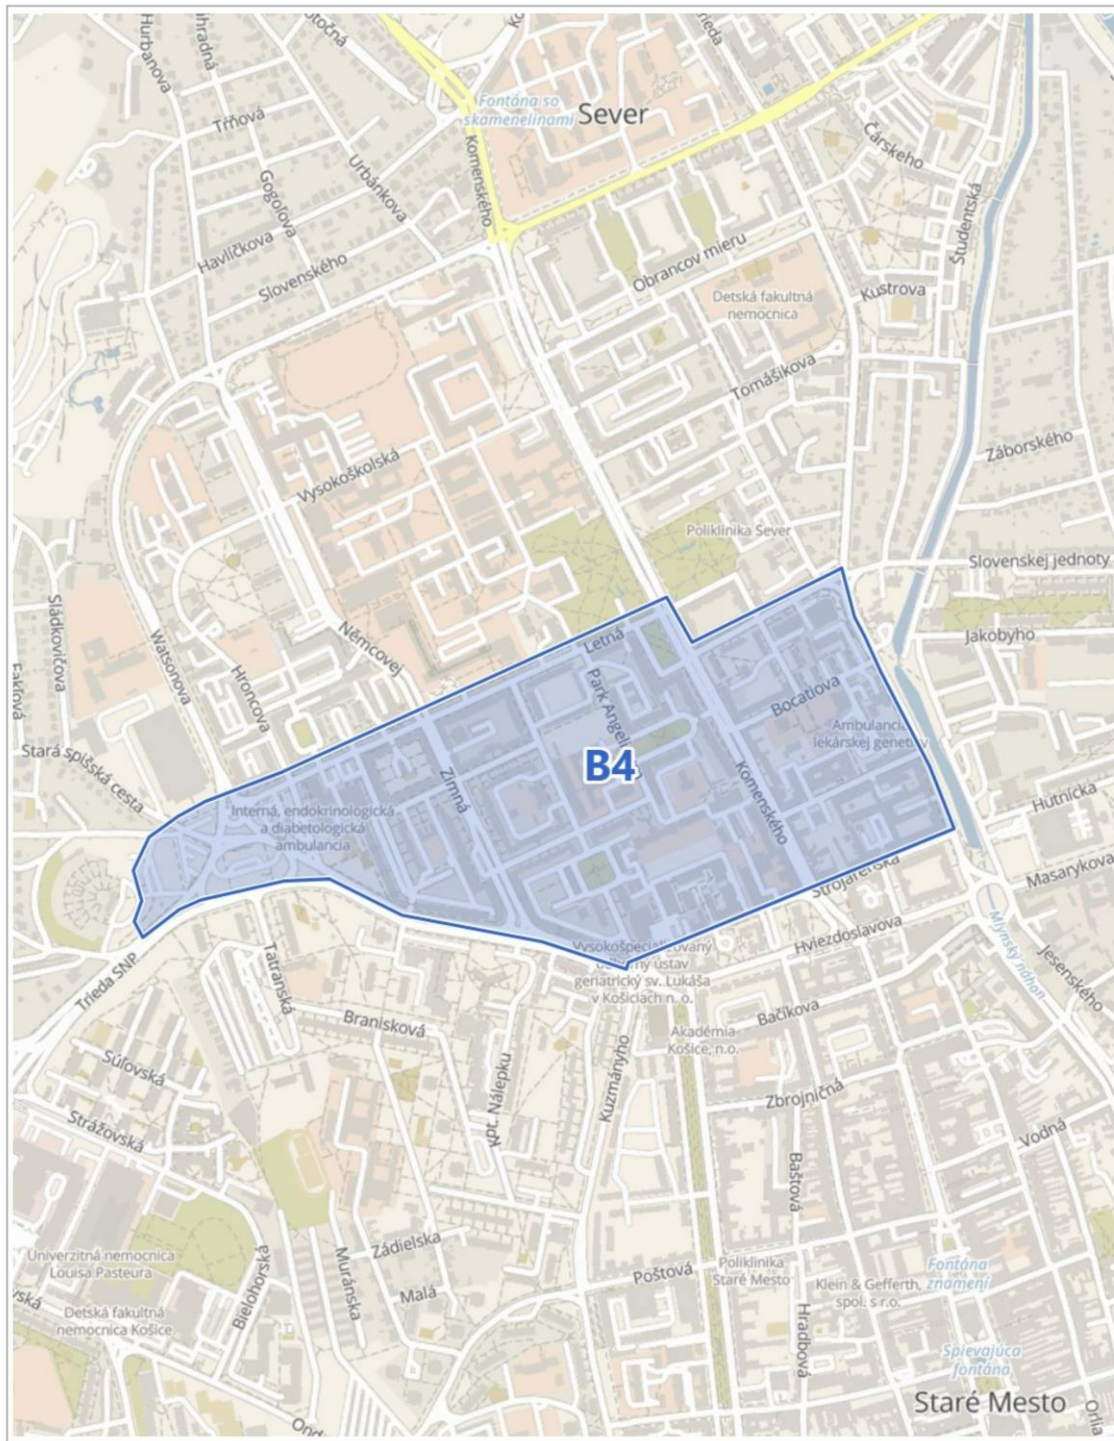 Hurbanova
točná
Fontána so
skamenelinami
Sever
Tŕňová
Komenského
Čárskeho
Urbánkova
Gogoľova
Študentská
Havlíčkova
Slovenského
Obrancov mieru
Kustrova
Detská fakultná
nemocnica
Tomášikova
Záborského
Vysokoškolská
Poliklinika Sever
Slovenskej jednoty
Sládkovičova
Jakobyho
Letná
Němcovej
Watsonova
Hroncova
Park Angeli
Bocatiova
Ambulancia
lekárskej geneti
Stará spišská cesta
B4
Zimná
Komenského
Hutnícka
Interná, endokrinologická
a diabetologická
ambulancia
Masarykova
Strojárenská
Hviezdoslavova
Mlynský náhon
Jesenského
Vysokošpecializovaný
odborný ústav
geriatrický sv. Lukáša
v Košiciach n. o.
Trieda SNP
Tatranská
Bačíkova
Braniskova
Akadémia
Košice, n.o.
Súľovská
Kpt. Nálepku
Kuzmányho
Zbrojničná
Strážovská
Vodná
Baštová
Zádielska
Univerzitná nemocnica
Louisa Pasteura
Bielohorská
Muránska
Poštová
Poliklinika
Staré Mesto
Fontána
znamení
Malá
Klein & Gefferth,
spol. s r.o.
Detská fakultná
nemocnica Košice
Hradbová
Spievajúca
fontána
Staré Mesto